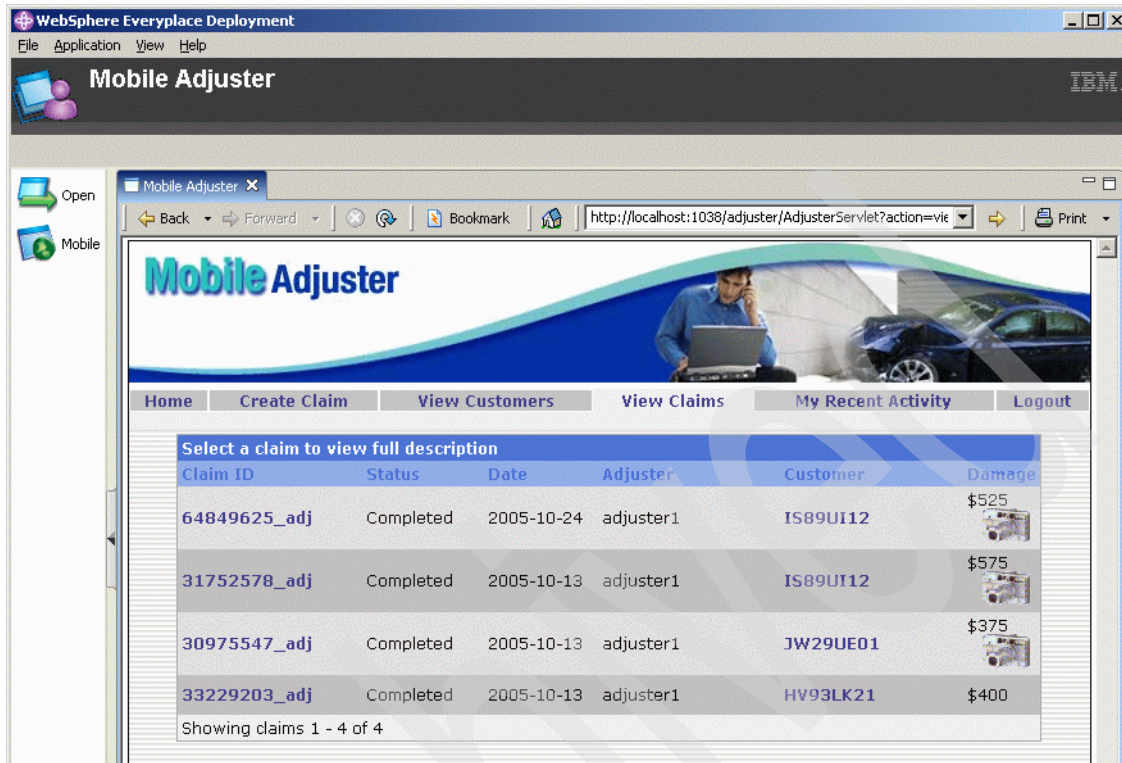 WebSphere Everyplace Deployment
File Application View Help
Mobile Adjuster
IBM.
Open
Mobile
Mobile Adjuster
Back Forward Bookmark http://localhost:1038/adjuster/AdjusterServlet?action=vie Print
Mobile Adjuster
Home Create Claim View Customers View Claims My Recent Activity Logout
Select a claim to view full description
Claim ID Status Date Adjuster Customer Damage
64849625_adj Completed 2005-10-24 adjuster1 IS89UI12 $525
31752578_adj Completed 2005-10-13 adjuster1 IS89UI12 $575
30975547_adj Completed 2005-10-13 adjuster1 JW29UE01 $375
33229203_adj Completed 2005-10-13 adjuster1 HV93LK21 $400
Showing claims 1 - 4 of 4